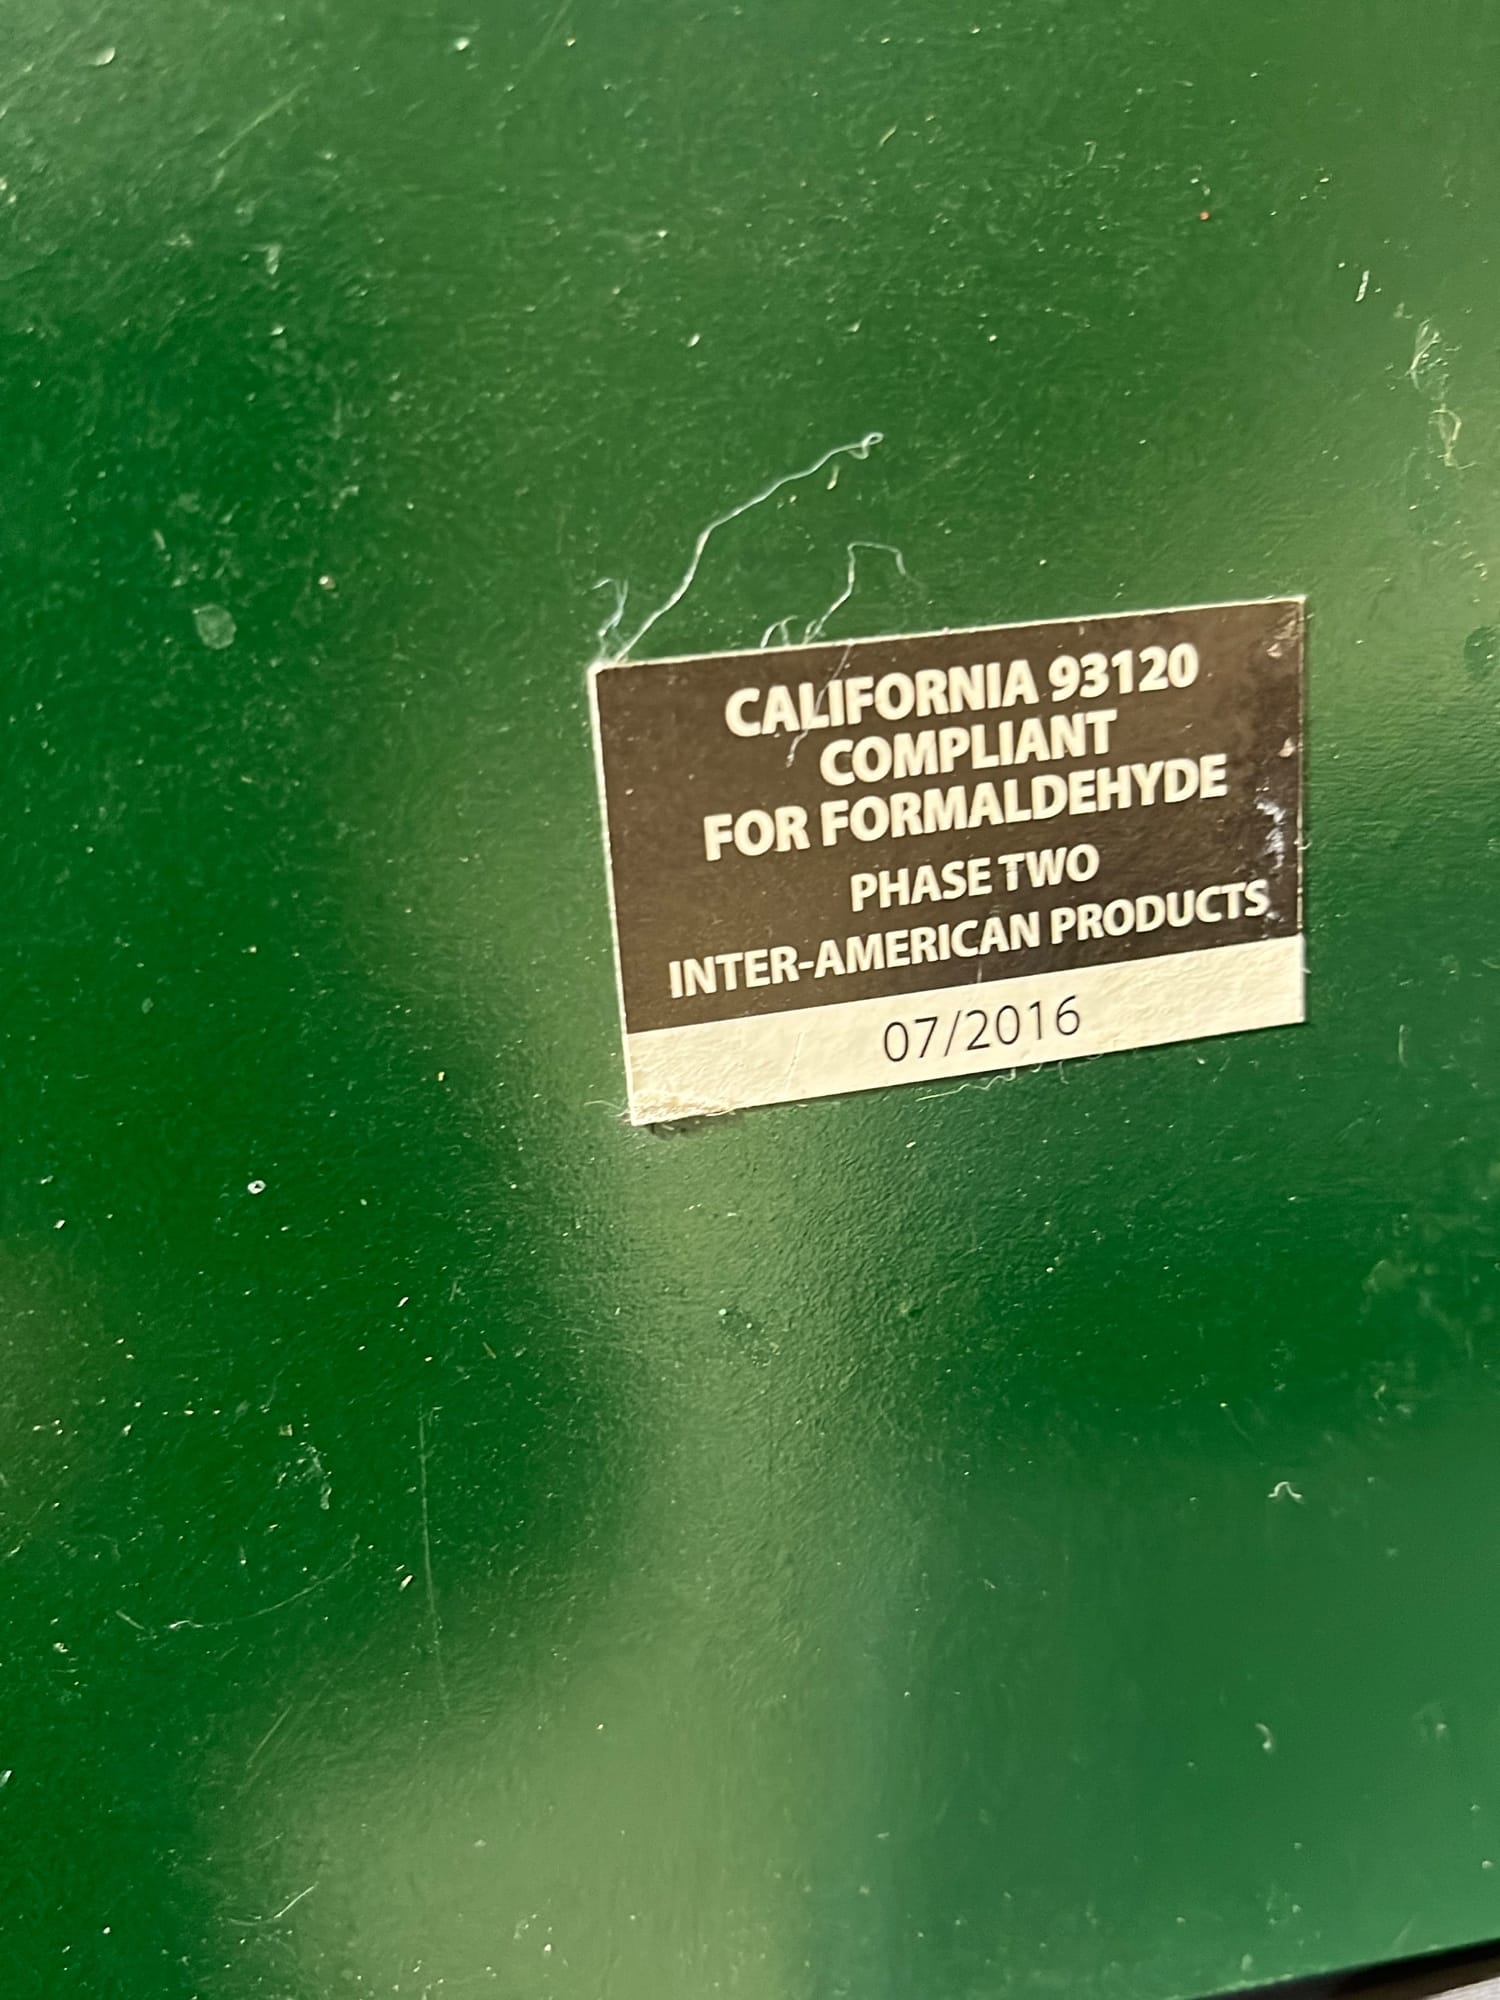 CALIFORNIA 93120
COMPLIANT
FOR FORMALDEHYDE
PHASE TWO
INTER-AMERICAN PRODUCTS
07/2016